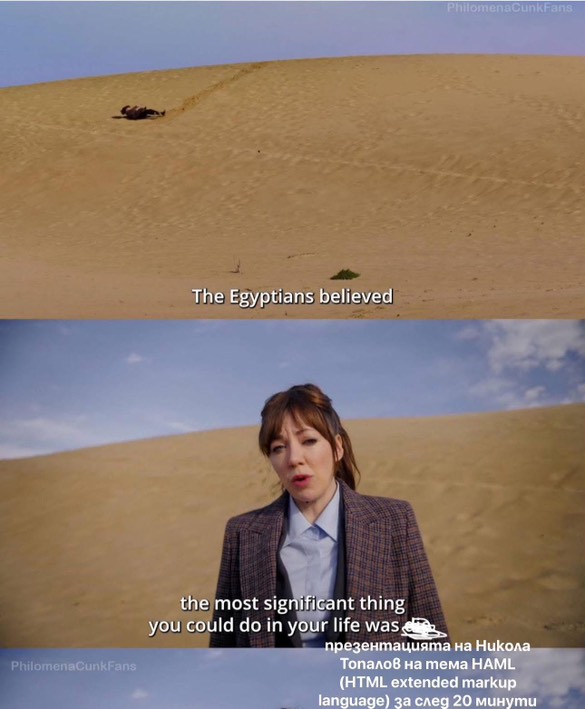 PhilomenaCunkFans
The Egyptians believed
the most significant thing
you could do in your life was
презентацията на Никола
Топалов на тема HAML
(HTML extended markup
language) за след 20 минути
PhilomenaCunkFans